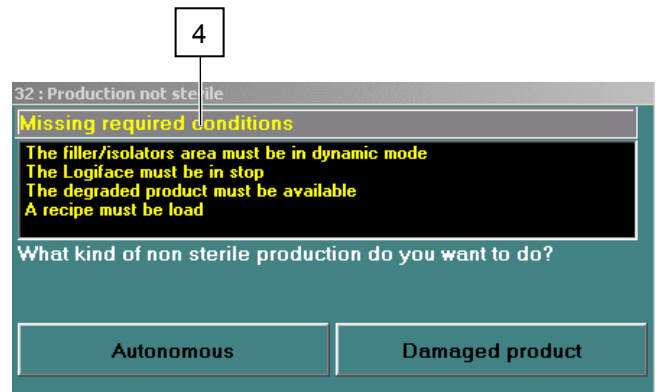 4
32 : Production not sterile
Missing required conditions
The filler/isolators area must be in dynamic mode
The Logiface must be in stop
The degraded product must be available
A recipe must be load
What kind of non sterile production do you want to do?
Autonomous
Damaged product